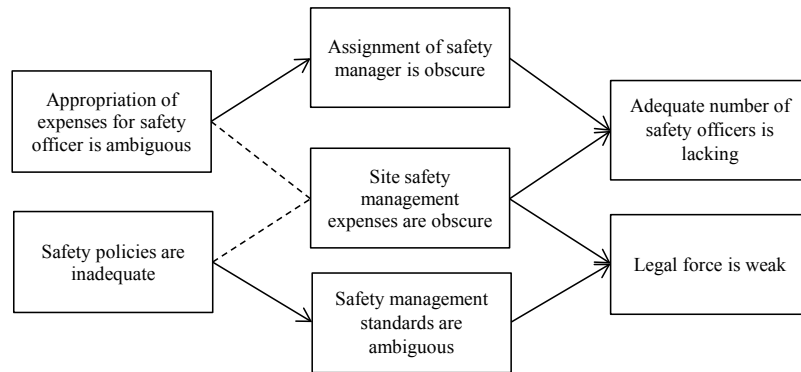 Assignment of safety
manager is obscure
Appropriation of
expenses for safety
officer is ambiguous
Adequate number of
safety officers is
lacking
Site safety
management
expenses are obscure
Safety policies are
inadequate
Legal force is weak
Safety management
standards are
ambiguous